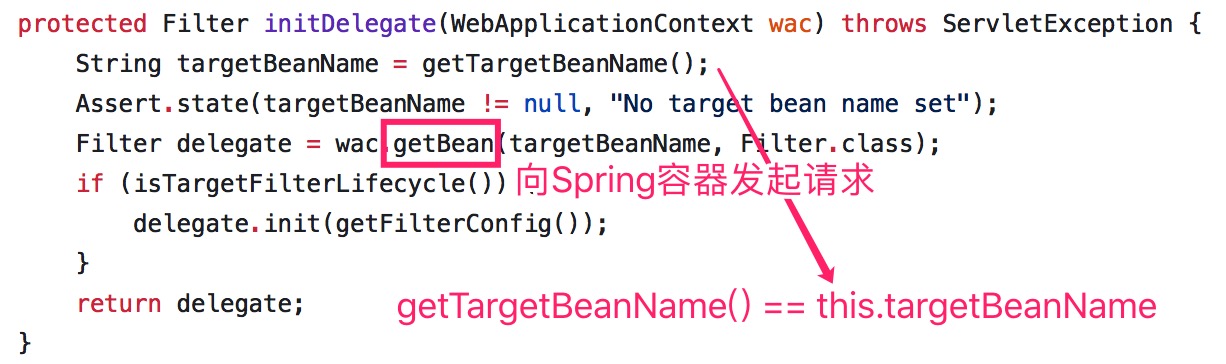 protected Filter initDelegate(WebApplicationContext wac) throws ServletException {
String targetBeanName = getTargetBeanName();
Assert.state(targetBeanName != null, "No target bean name set");
Filter delegate = wac.getBean(targetBeanName, Filter.class);
if (isTargetFilterLifecycle()) {
向Spring容器发起请求
delegate.init(getFilterConfig());
}
return delegate;
getTargetBeanName() == this.targetBeanName
}